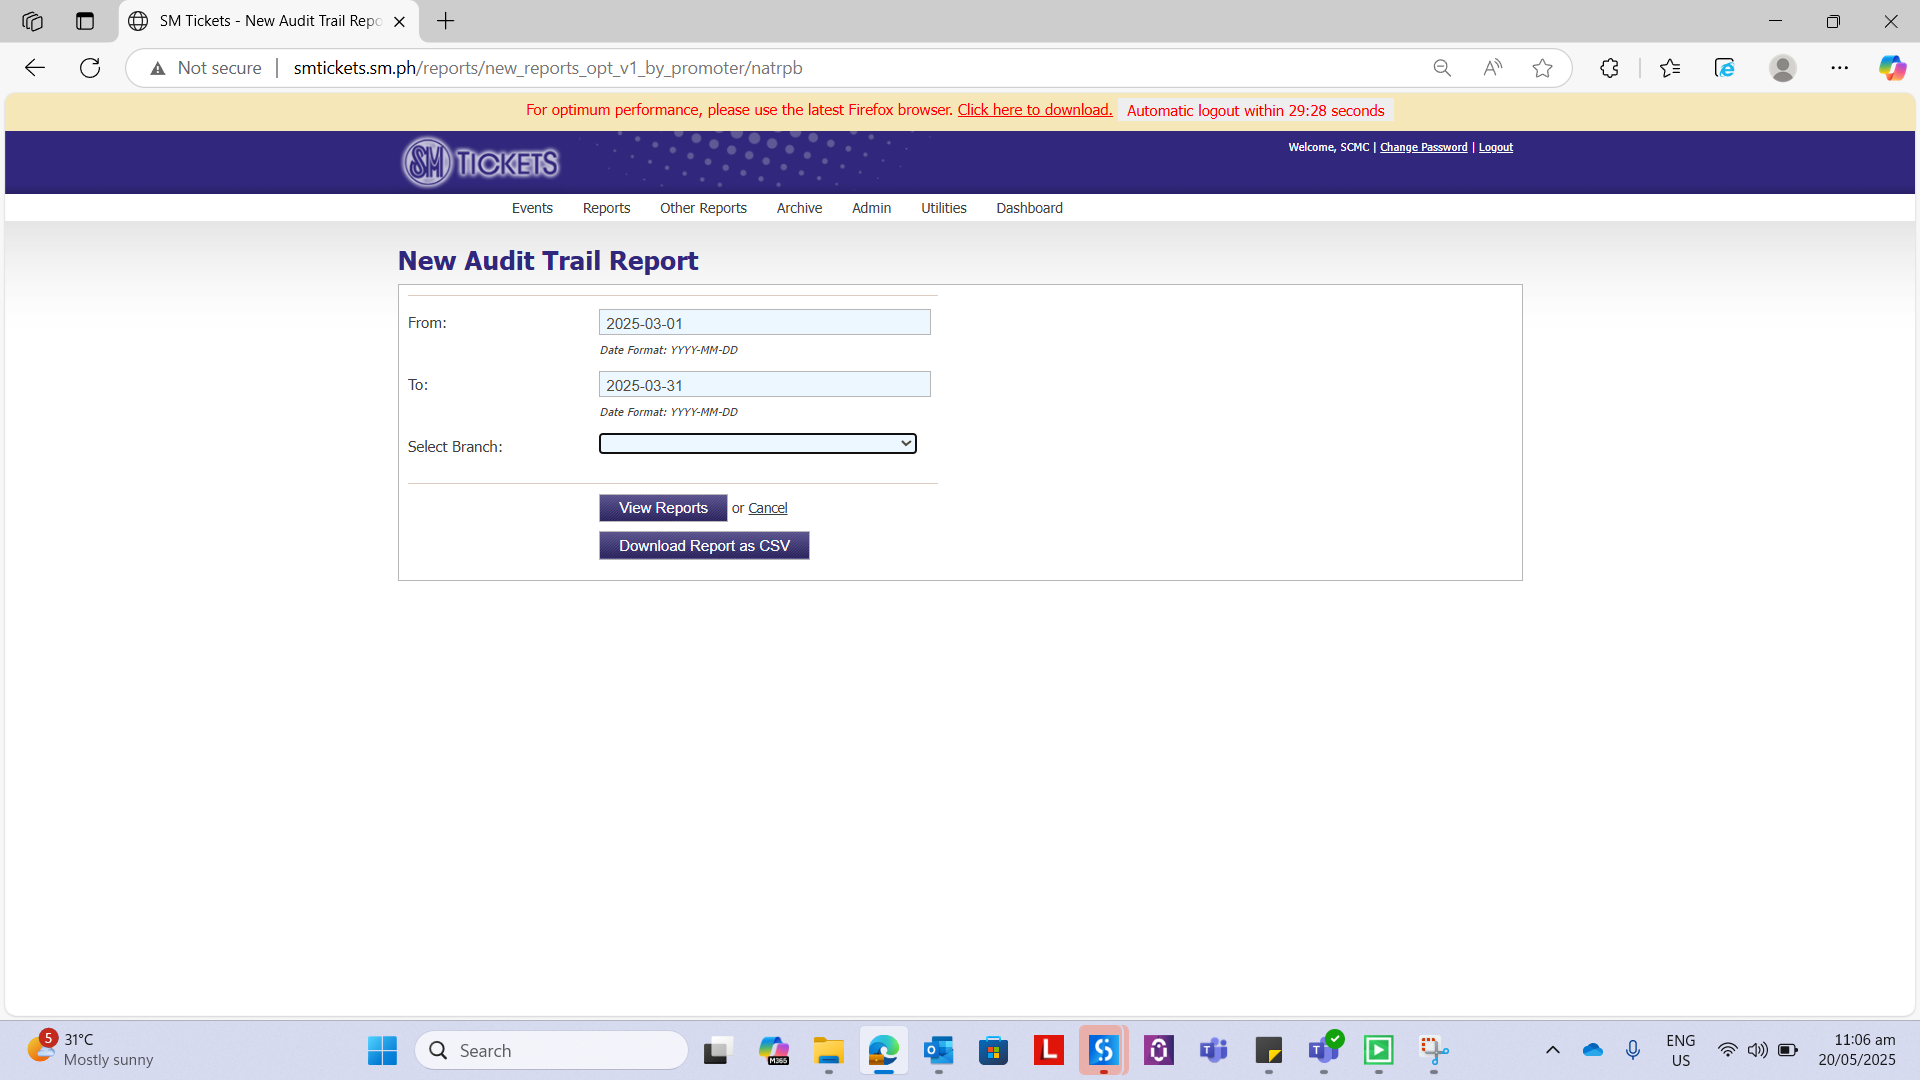 SM Tickets - New Audit Trail Repo
Not secure
smtickets.sm.ph/reports/new_reports_opt_v1_by_promoter/natrpb
For optimum performance, please use the latest Firefox browser. Click here to download. Automatic logout within 29:28 seconds
SM TICKETS
Welcome, SCMC | Change Password | Logout
Events Reports Other Reports Archive Admin Utilities Dashboard
New Audit Trail Report
From: 2025-03-01
Date Format: YYYY-MM-DD
To: 2025-03-31
Date Format: YYYY-MM-DD
Select Branch:
View Reports or Cancel
Download Report as CSV
5
31°C
Mostly sunny
Search
M365
L
ENG
US
11:06 am
20/05/2025